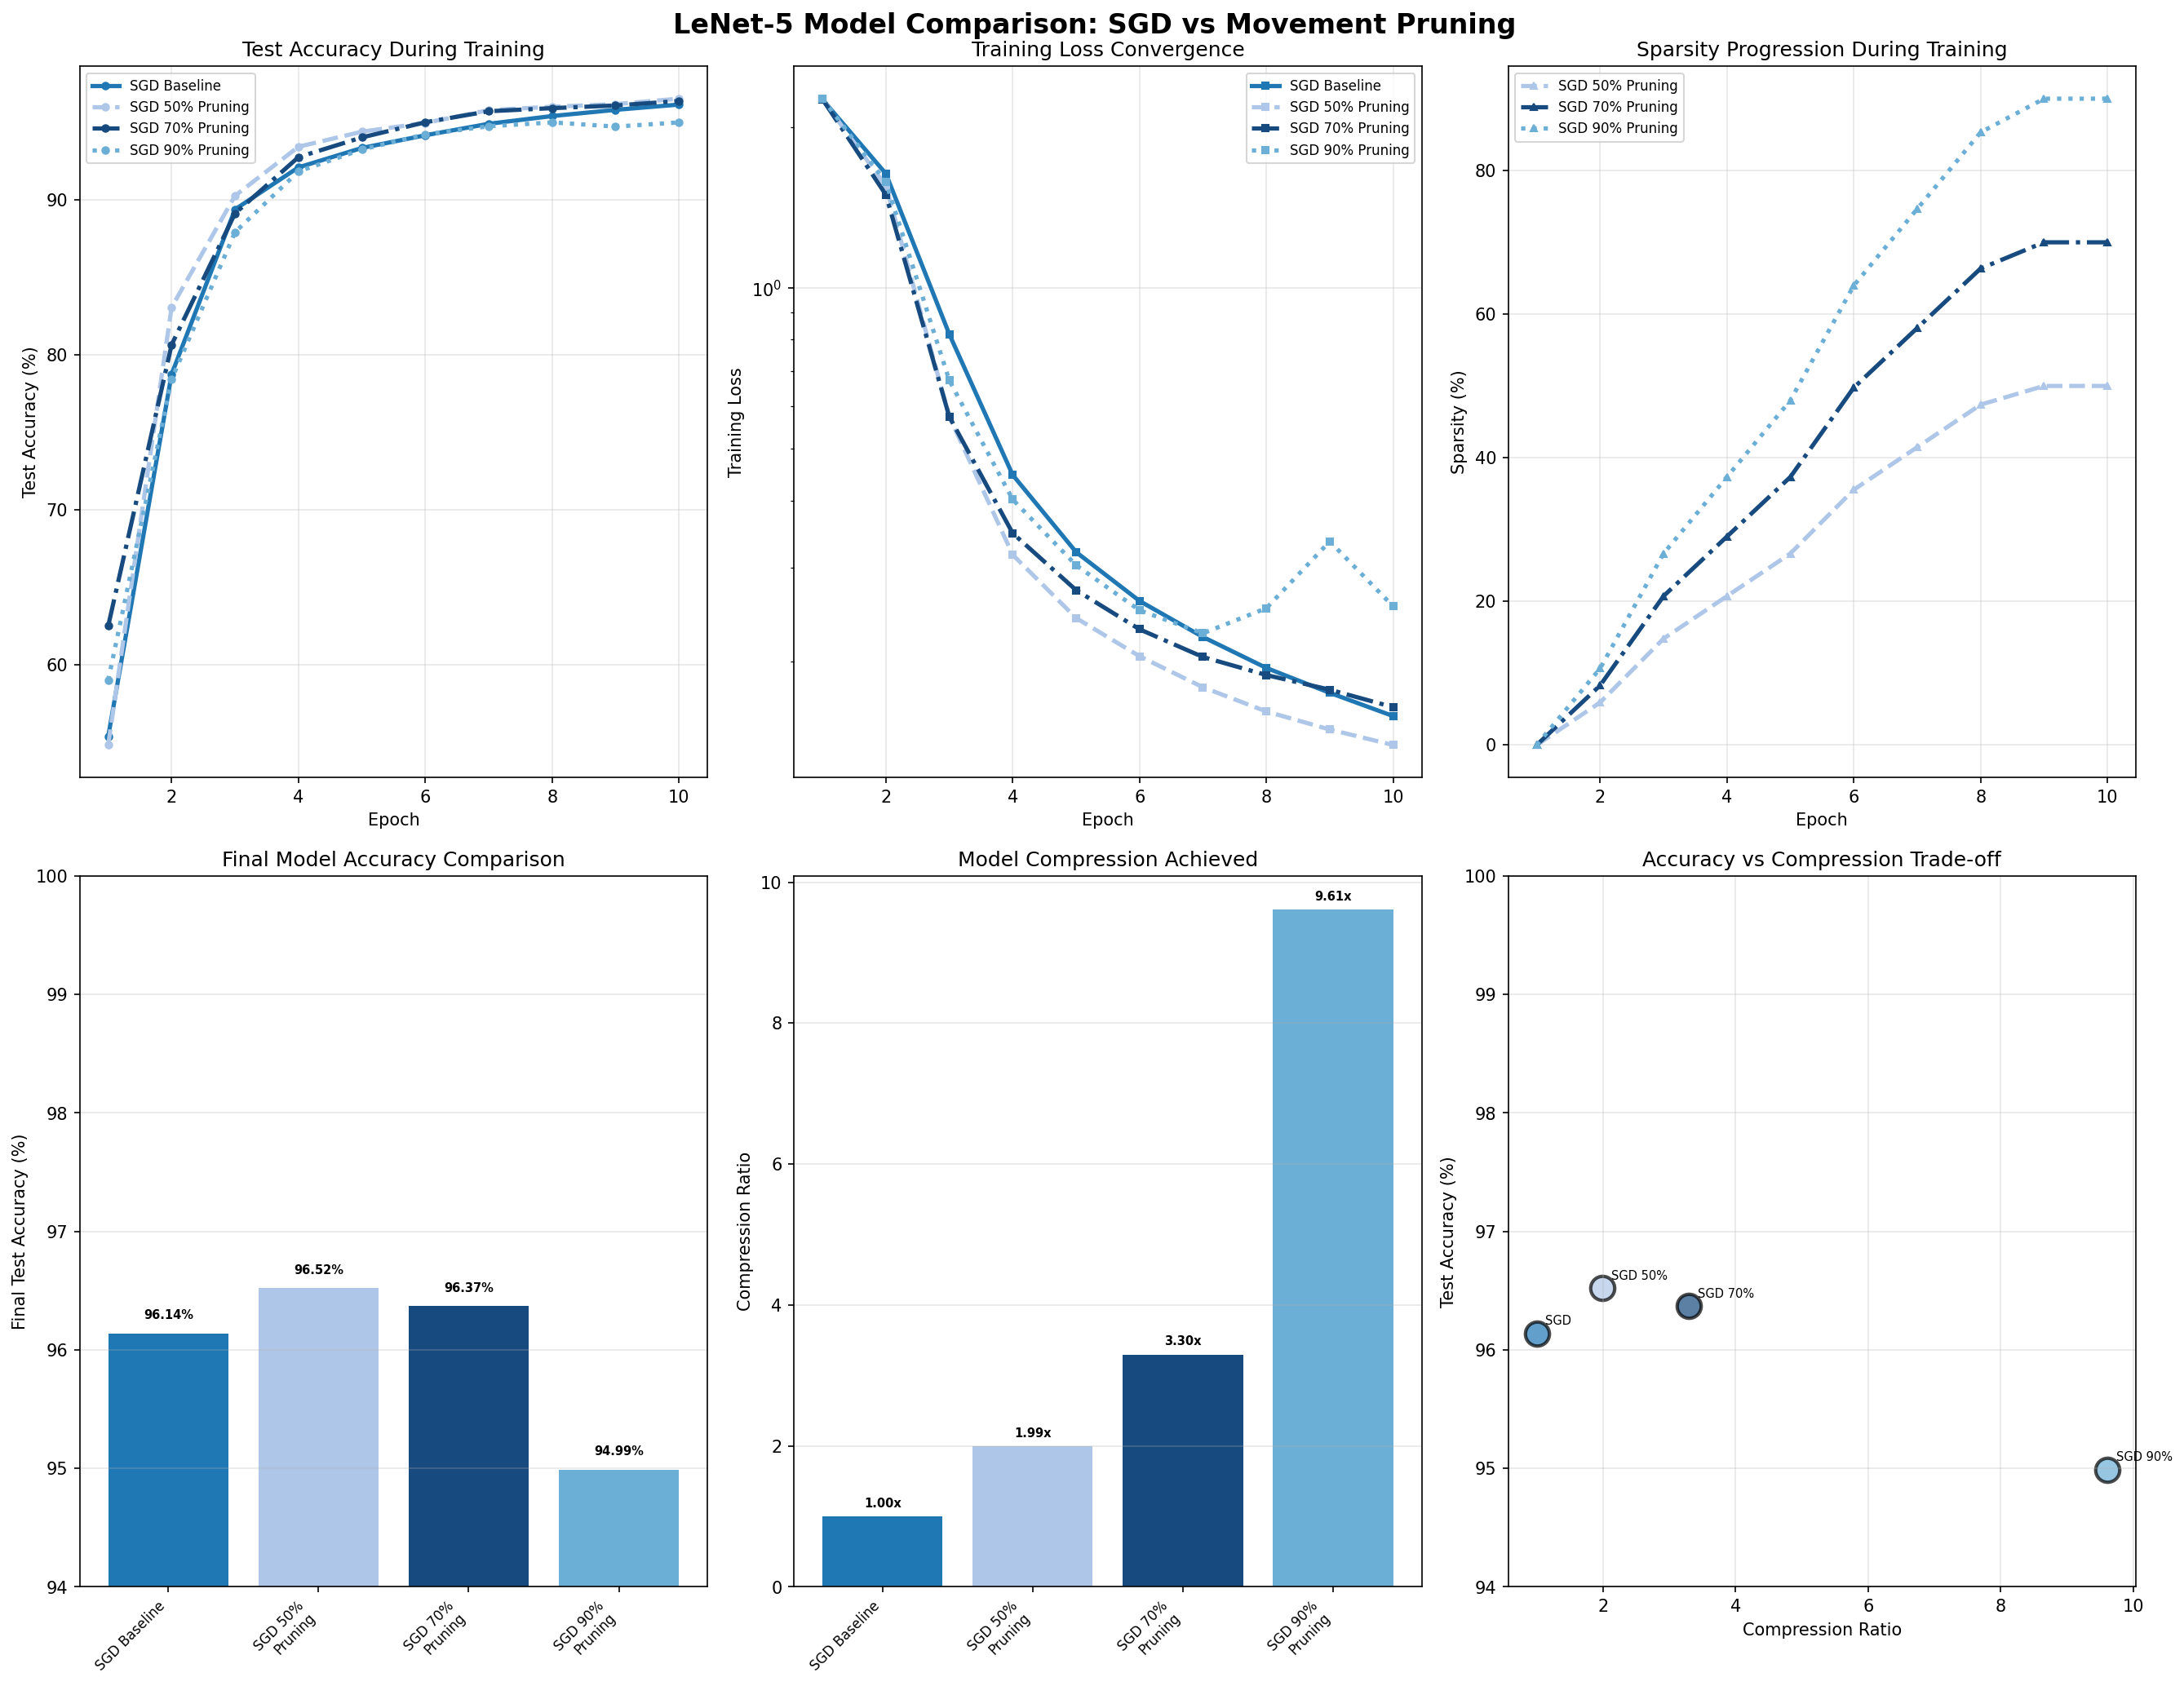 LeNet-5 Model Comparison: SGD vs Movement Pruning
Test Accuracy During Training
SGD Baseline
SGD 50% Pruning
SGD 70% Pruning
SGD 90% Pruning
90
80
70
60
Test Accuracy (%)
2
4
6
8
10
Epoch
Training Loss Convergence
SGD Baseline
SGD 50% Pruning
SGD 70% Pruning
SGD 90% Pruning
10⁰
Training Loss
2
4
6
8
10
Epoch
Sparsity Progression During Training
SGD 50% Pruning
SGD 70% Pruning
SGD 90% Pruning
80
60
40
20
0
Sparsity (%)
2
4
6
8
10
Epoch
Final Model Accuracy Comparison
100
99
98
97
96
95
94
Final Test Accuracy (%)
96.14%
96.52%
96.37%
94.99%
SGD Baseline
SGD 50%
Pruning
SGD 70%
Pruning
SGD 90%
Pruning
Model Compression Achieved
10
8
6
4
2
0
Compression Ratio
1.00x
1.99x
3.30x
9.61x
SGD Baseline
SGD 50%
Pruning
SGD 70%
Pruning
SGD 90%
Pruning
Accuracy vs Compression Trade-off
100
99
98
97
96
95
94
Test Accuracy (%)
SGD
SGD 50%
SGD 70%
SGD 90%
2
4
6
8
10
Compression Ratio